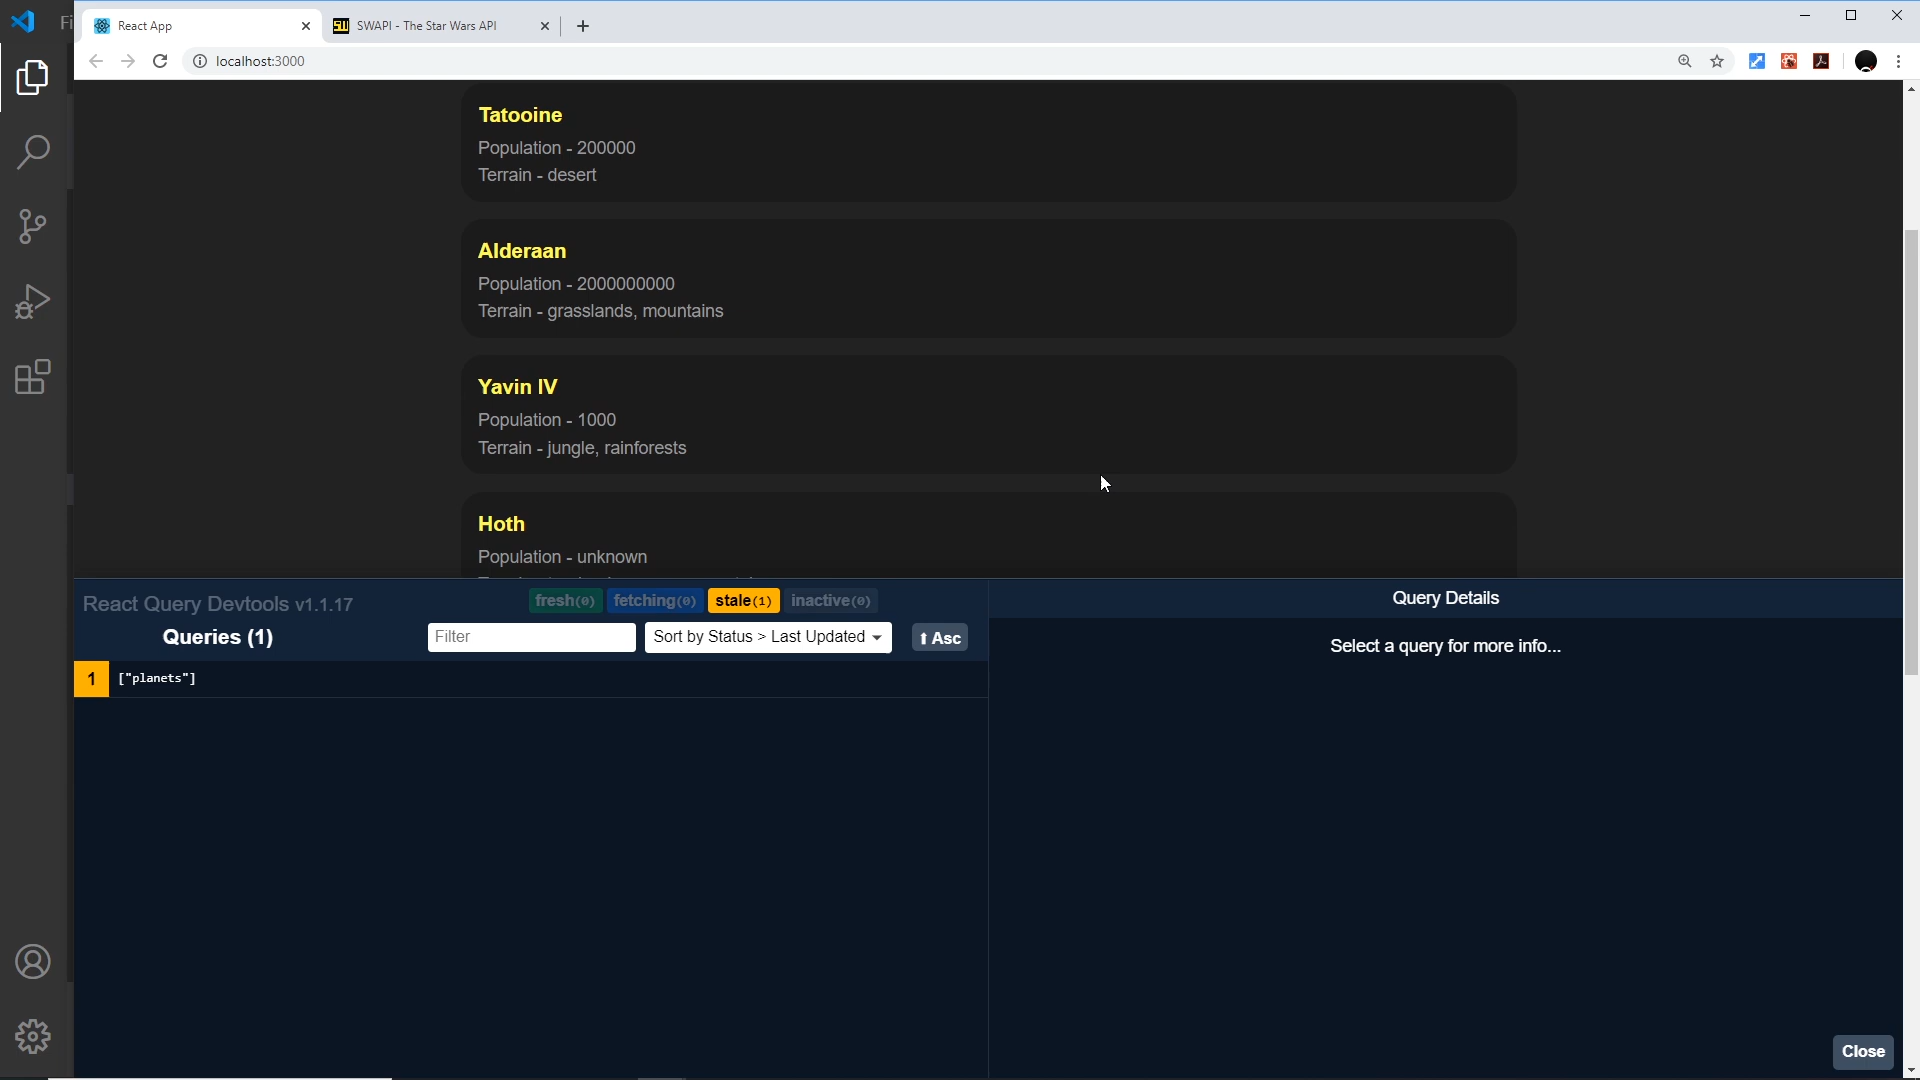 Fi
React App
SWAPI - The Star Wars API
localhost:3000
Tatooine
Population - 200000
Terrain - desert
Alderaan
Population - 2000000000
Terrain - grasslands, mountains
Yavin IV
Population - 1000
Terrain - jungle, rainforests
Hoth
Population - unknown
React Query Devtools v1.1.17
fresh(0) fetching(0) stale(1) inactive(0)
Queries (1)
Filter
Sort by Status > Last Updated
⬆ Asc
1 ["planets"]
Query Details
Select a query for more info...
Close